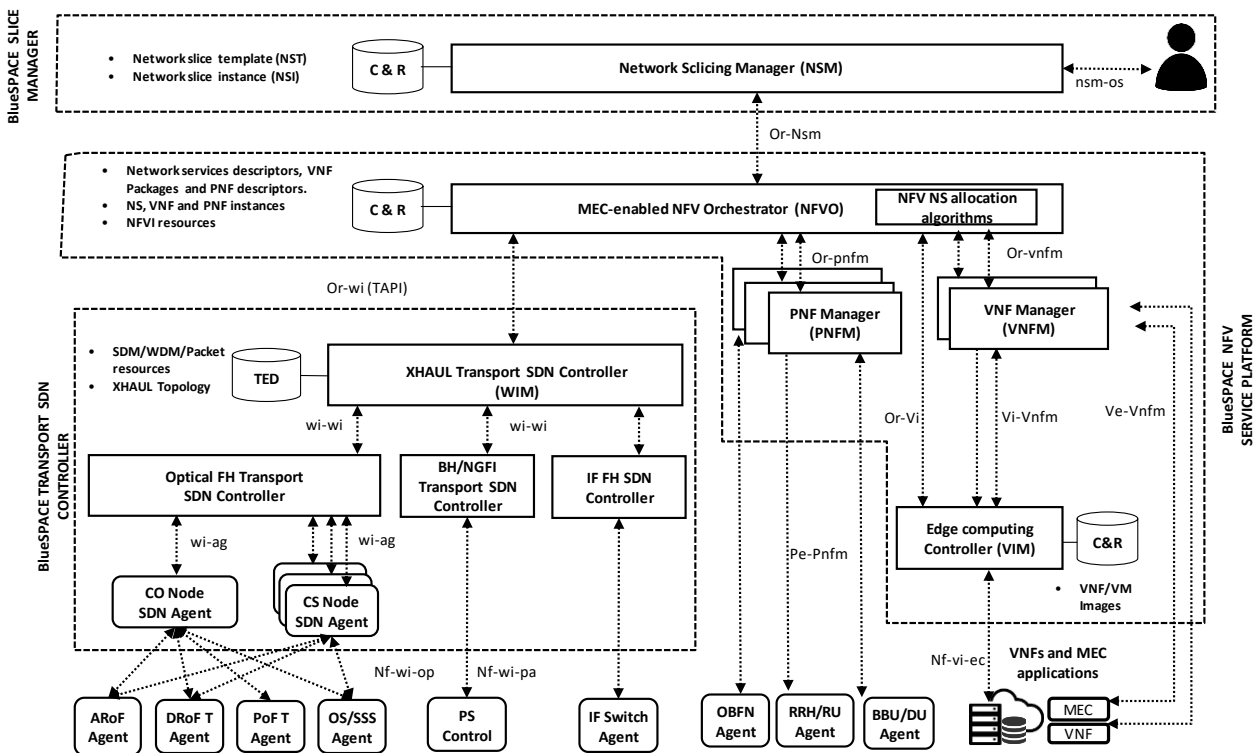 BlueSPACE SLICE
MANAGER
• Network slice template (NST)
• Network slice instance (NSI)
C & R
Network Sclicing Manager (NSM)
nsm-os
Or-Nsm
• Network services descriptors, VNF
Packages and PNF descriptors.
• NS, VNF and PNF instances
• NFVI resources
C & R
MEC-enabled NFV Orchestrator (NFVO)
NFV NS allocation
algorithms
BlueSPACE NFV
SERVICE PLATFORM
Or-wi (TAPI)
Or-pnfm
Or-vnfm
PNF Manager
(PNFM)
VNF Manager
(VNFM)
BlueSPACE TRANSPORT SDN
CONTROLLER
• SDM/WDM/Packet
resources
• XHAUL Topology
TED
XHAUL Transport SDN Controller
(WIM)
wi-wi
wi-wi
Or-Vi
Vi-Vnfm
Ve-Vnfm
Optical FH Transport
SDN Controller
BH/NGFI
Transport SDN
Controller
IF FH SDN
Controller
wi-ag
wi-ag
Pe-Pnfm
Edge computing
Controller (VIM)
C&R
• VNF/VM
Images
CO Node
SDN Agent
CS Node
SDN Agent
Nf-wi-op
Nf-wi-pa
Nf-vi-ec
VNFs and MEC
applications
ARoF
Agent
DRoF T
Agent
PoF T
Agent
OS/SSS
Agent
PS
Control
IF Switch
Agent
OBFN
Agent
RRH/RU
Agent
BBU/DU
Agent
MEC
VNF